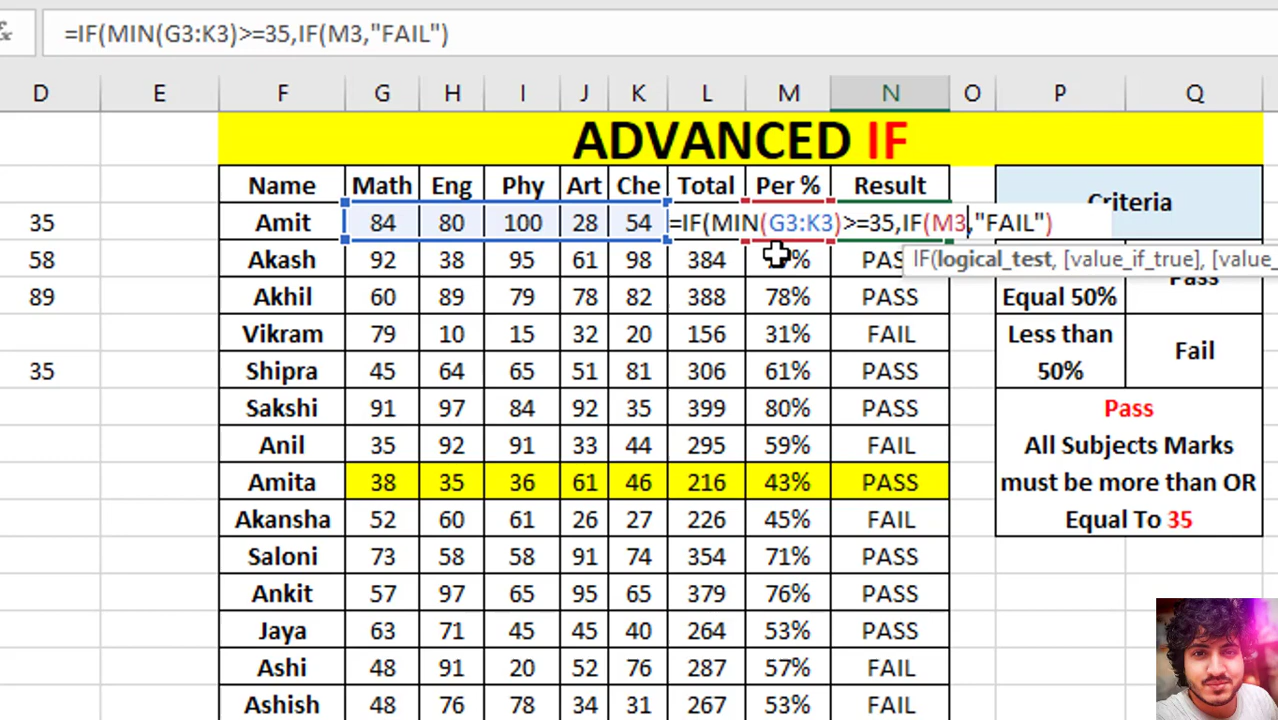 =IF(MIN(G3:K3)>=35,IF(M3,"FAIL")
D E F G H I J K L M N O P Q
ADVANCED IF
Name Math Eng Phy Art Che Total Per % Result
Criteria
35 Amit 84 80 100 28 54 =IF(MIN(G3:K3)>=35,IF(M3,"FAIL")
58 Akash 92 38 95 61 98 384 % PAS
IF(logical_test, [value_if_true], [value_
Pass
89 Akhil 60 89 79 78 82 388 78% PASS Equal 50%
Vikram 79 10 15 32 20 156 31% FAIL Less than
Fail
35 Shipra 45 64 65 51 81 306 61% PASS 50%
Sakshi 91 97 84 92 35 399 80% PASS Pass
Anil 35 92 91 33 44 295 59% FAIL All Subjects Marks
Amita 38 35 36 61 46 216 43% PASS must be more than OR
Akansha 52 60 61 26 27 226 45% FAIL Equal To 35
Saloni 73 58 58 91 74 354 71% PASS
Ankit 57 97 65 95 65 379 76% PASS
Jaya 63 71 45 45 40 264 53% PASS
Ashi 48 91 20 52 76 287 57% FAIL
Ashish 48 76 78 34 31 267 53% FAIL